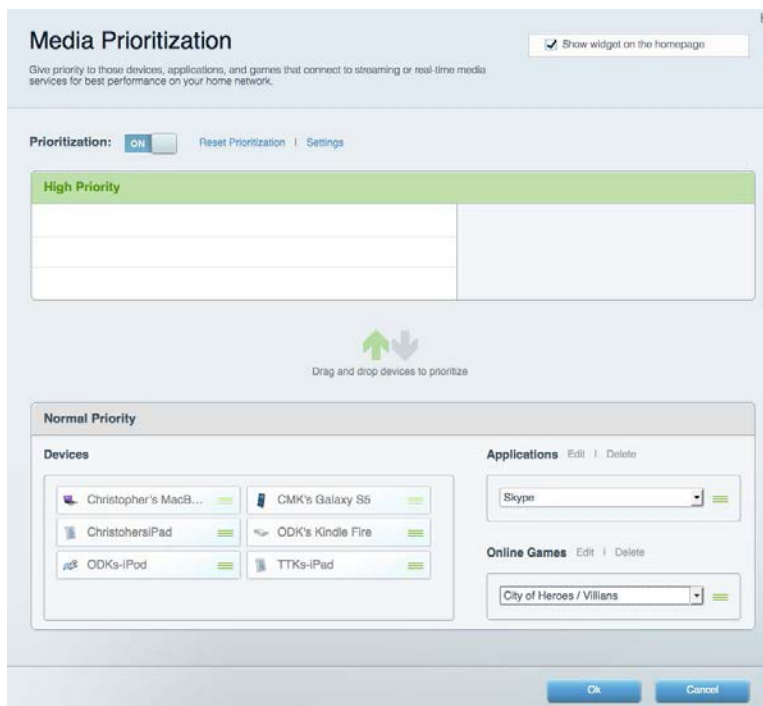 Media Prioritization
Show widget on the homepage
Give priority to those devices, applications, and games that connect to streaming or real-time media
services for best performance on your home network.
Prioritization: ON Reset Prioritization | Settings
High Priority
Drag and drop devices to prioritize
Normal Priority
Devices
Christopher's MacB... CMK's Galaxy S5
ChristohersiPad ODK's Kindle Fire
ODKs-iPod TTKs-iPad
Applications Edit | Delete
Skype
Online Games Edit | Delete
City of Heroes / Villians
Ok Cancel